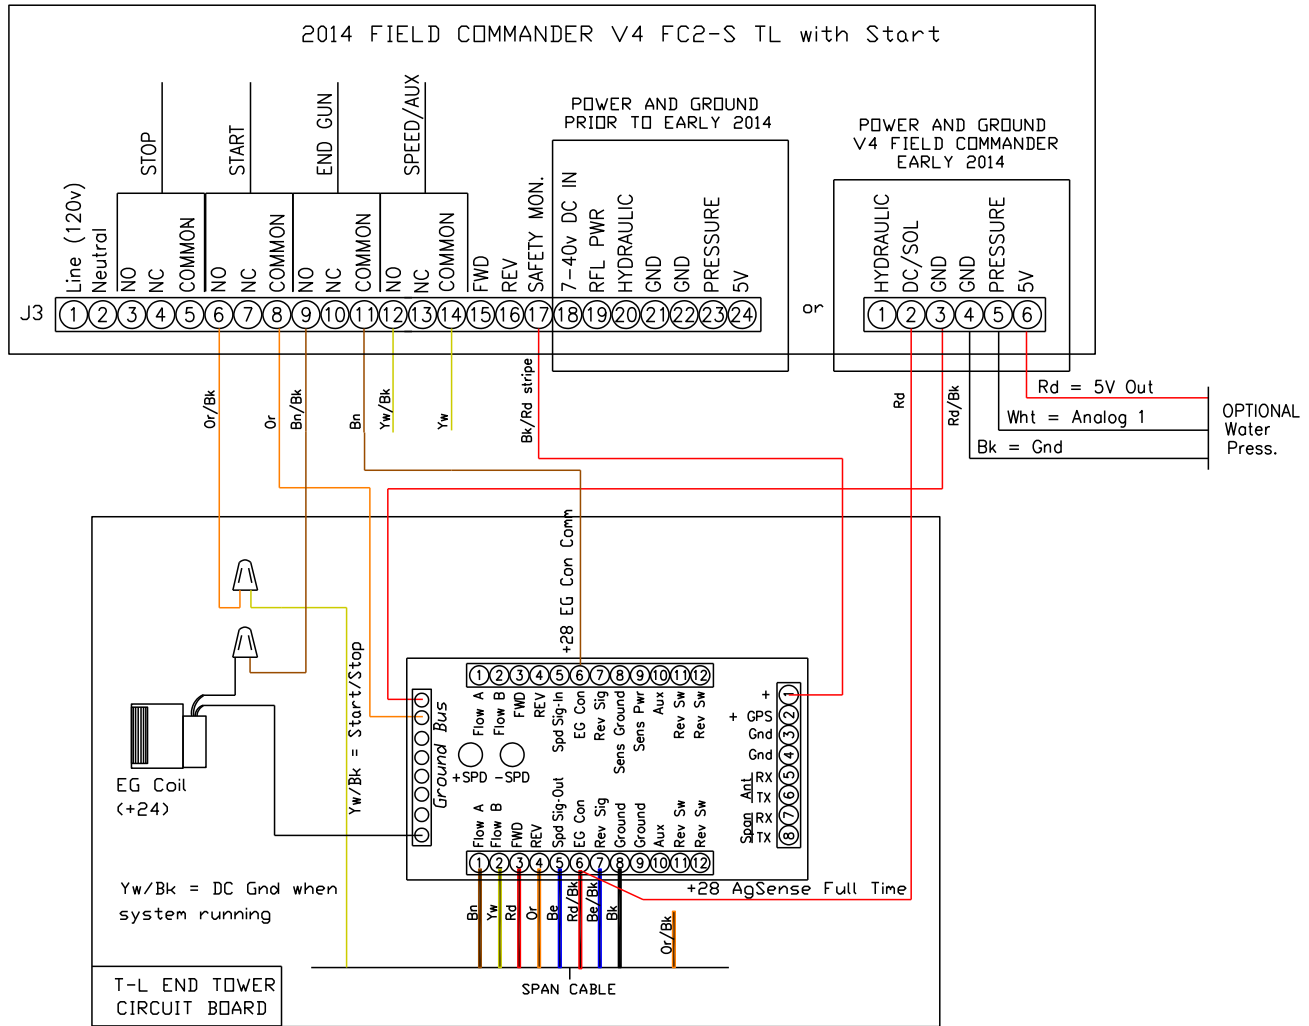 2014 FIELD COMMANDER V4 FC2-S TL with Start
STOP
START
END GUN
SPEED/AUX
POWER AND GROUND
PRIOR TO EARLY 2014
POWER AND GROUND
V4 FIELD COMMANDER
EARLY 2014
Line (120v)
Neutral
NO
NC
COMMON
NO
NC
COMMON
NO
NC
COMMON
NO
NC
COMMON
FWD
REV
SAFETY MON.
7-40v DC IN
RFL PWR
HYDRAULIC
GND
GND
PRESSURE
5V
HYDRAULIC
DC/SOL
GND
GND
PRESSURE
5V
J3
1 2 3 4 5 6 7 8 9 10 11 12 13 14 15 16 17 18 19 20 21 22 23 24
or
1 2 3 4 5 6
Or/Bk
Or
Bn/Bk
Bn
Yw/Bk
Yw
Bk/Rd stripe
Rd
Rd/Bk
Rd = 5V Out
Wht = Analog 1
Bk = Gnd
OPTIONAL
Water
Press.
+28 EG Con Comm
Yw/Bk = Start/Stop
EG Coil
(+24)
Ground Bus
1 2 3 4 5 6 7 8 9 10 11 12
Flow A
Flow B
FWD
REV
Spd Sig-In
EG Con
Rev Sig
Sens Ground
Sens Pwr
Aux
Rev Sw
Rev Sw
+SPD
-SPD
+
+ GPS
Gnd
Gnd
RX
TX
RX
TX
Ant
Span
1
2
3
4
5
6
7
8
Flow A
Flow B
FWD
REV
Spd Sig-Out
EG Con
Rev Sig
Ground
Ground
Aux
Rev Sw
Rev Sw
1 2 3 4 5 6 7 8 9 10 11 12
+28 AgSense Full Time
Yw/Bk = DC Gnd when
system running
Bn
Yw
Rd
Or
Be
Rd/Bk
Be/Bk
Bk
Or/Bk
SPAN CABLE
T-L END TOWER
CIRCUIT BOARD